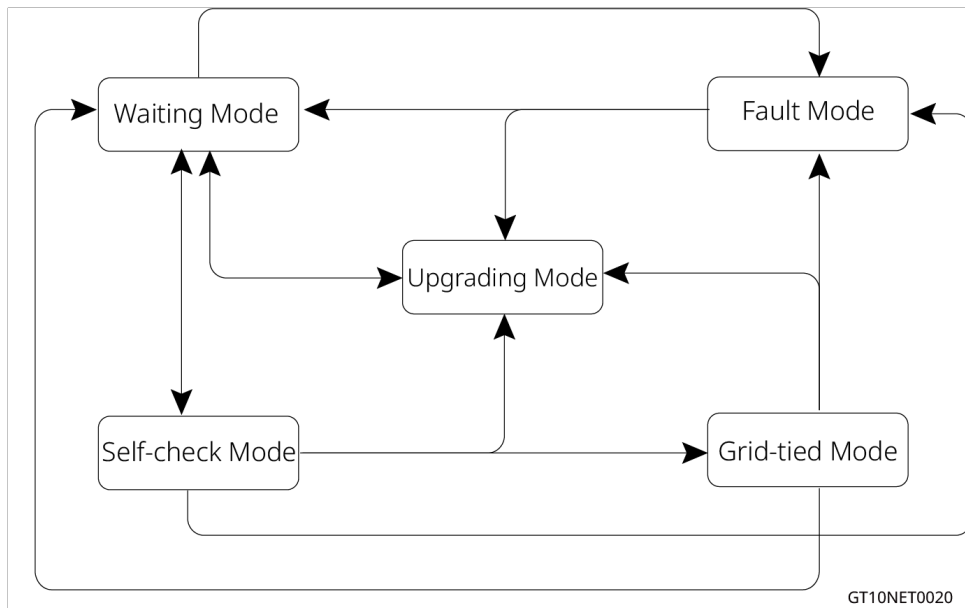 Waiting Mode
Fault Mode
Upgrading Mode
Self-check Mode
Grid-tied Mode
GT10NET0020